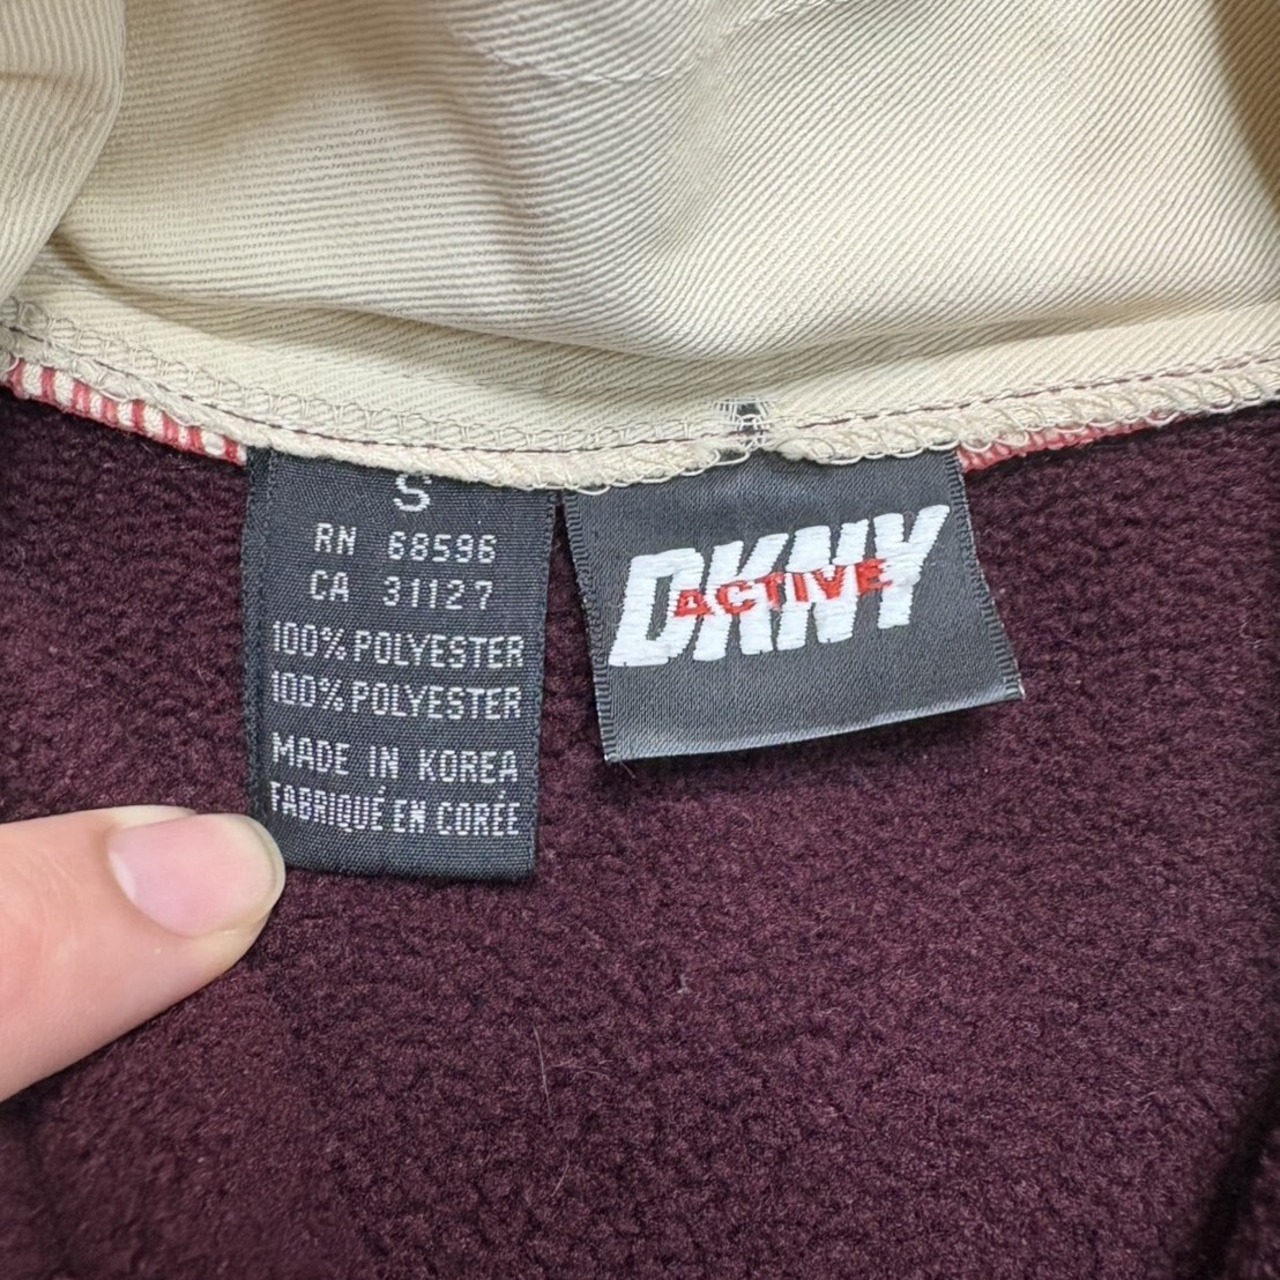 S
RN 68596
CA 31127
100% POLYESTER
100% POLYESTER
MADE IN KOREA
FABRIQUÉ EN CORÉE
DKNY
ACTIVE